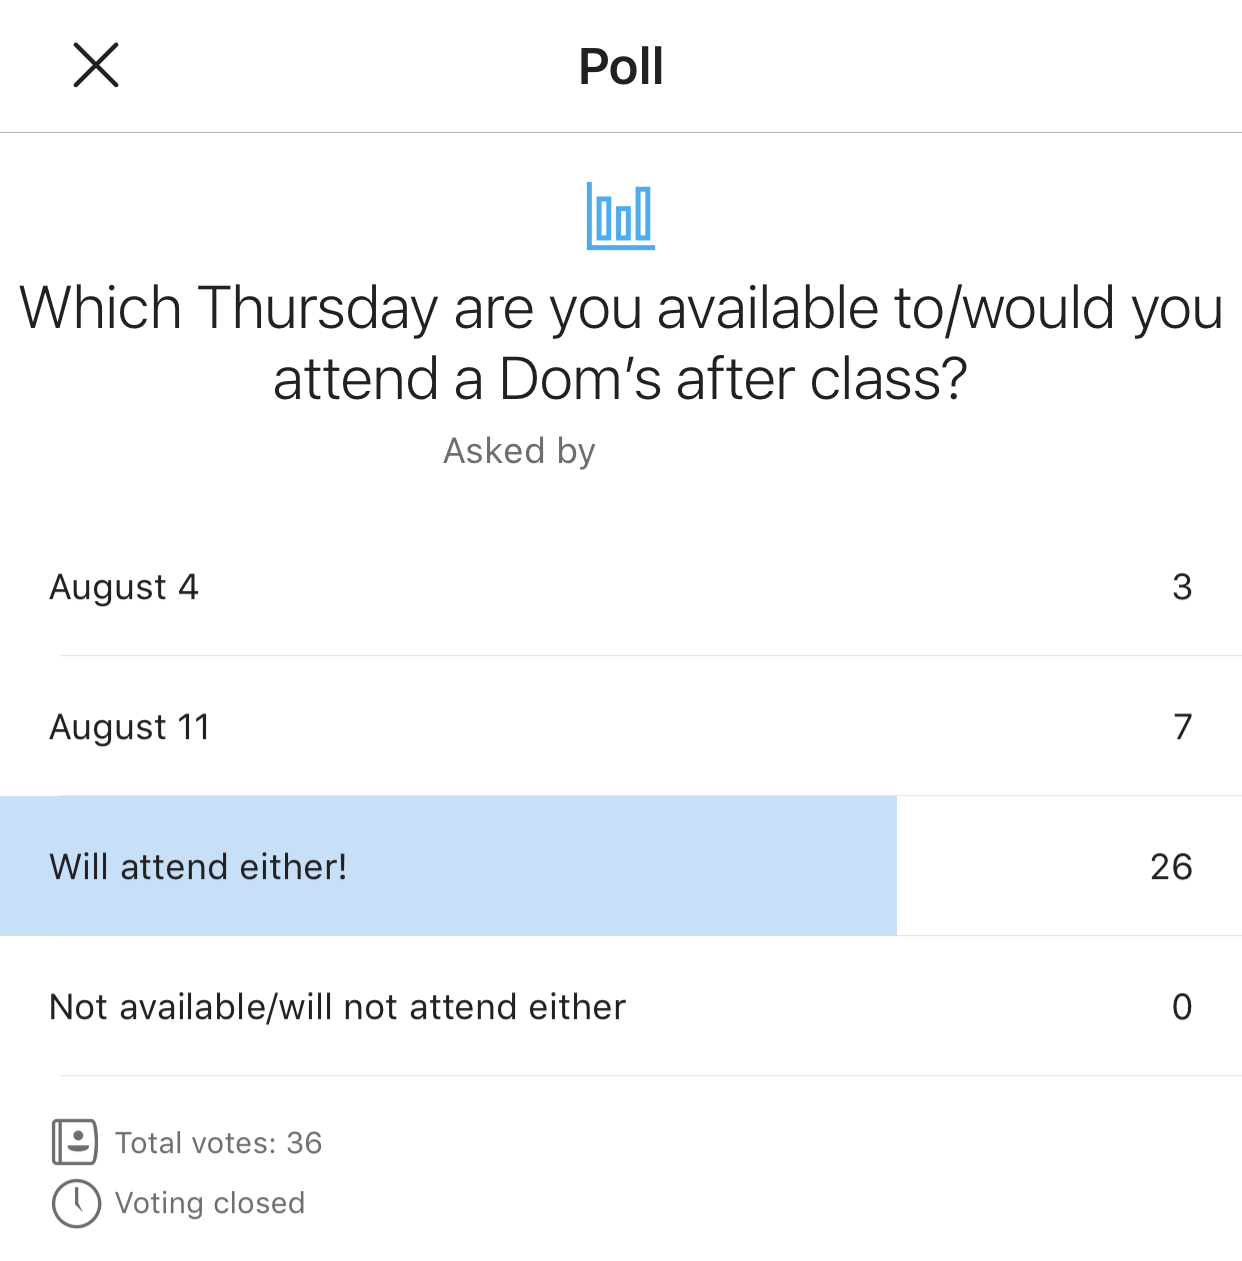 Poll
Which Thursday are you available to/would you
attend a Dom’s after class?
Asked by
August 4
3
August 11
7
Will attend either!
26
Not available/will not attend either
0
Total votes: 36
Voting closed